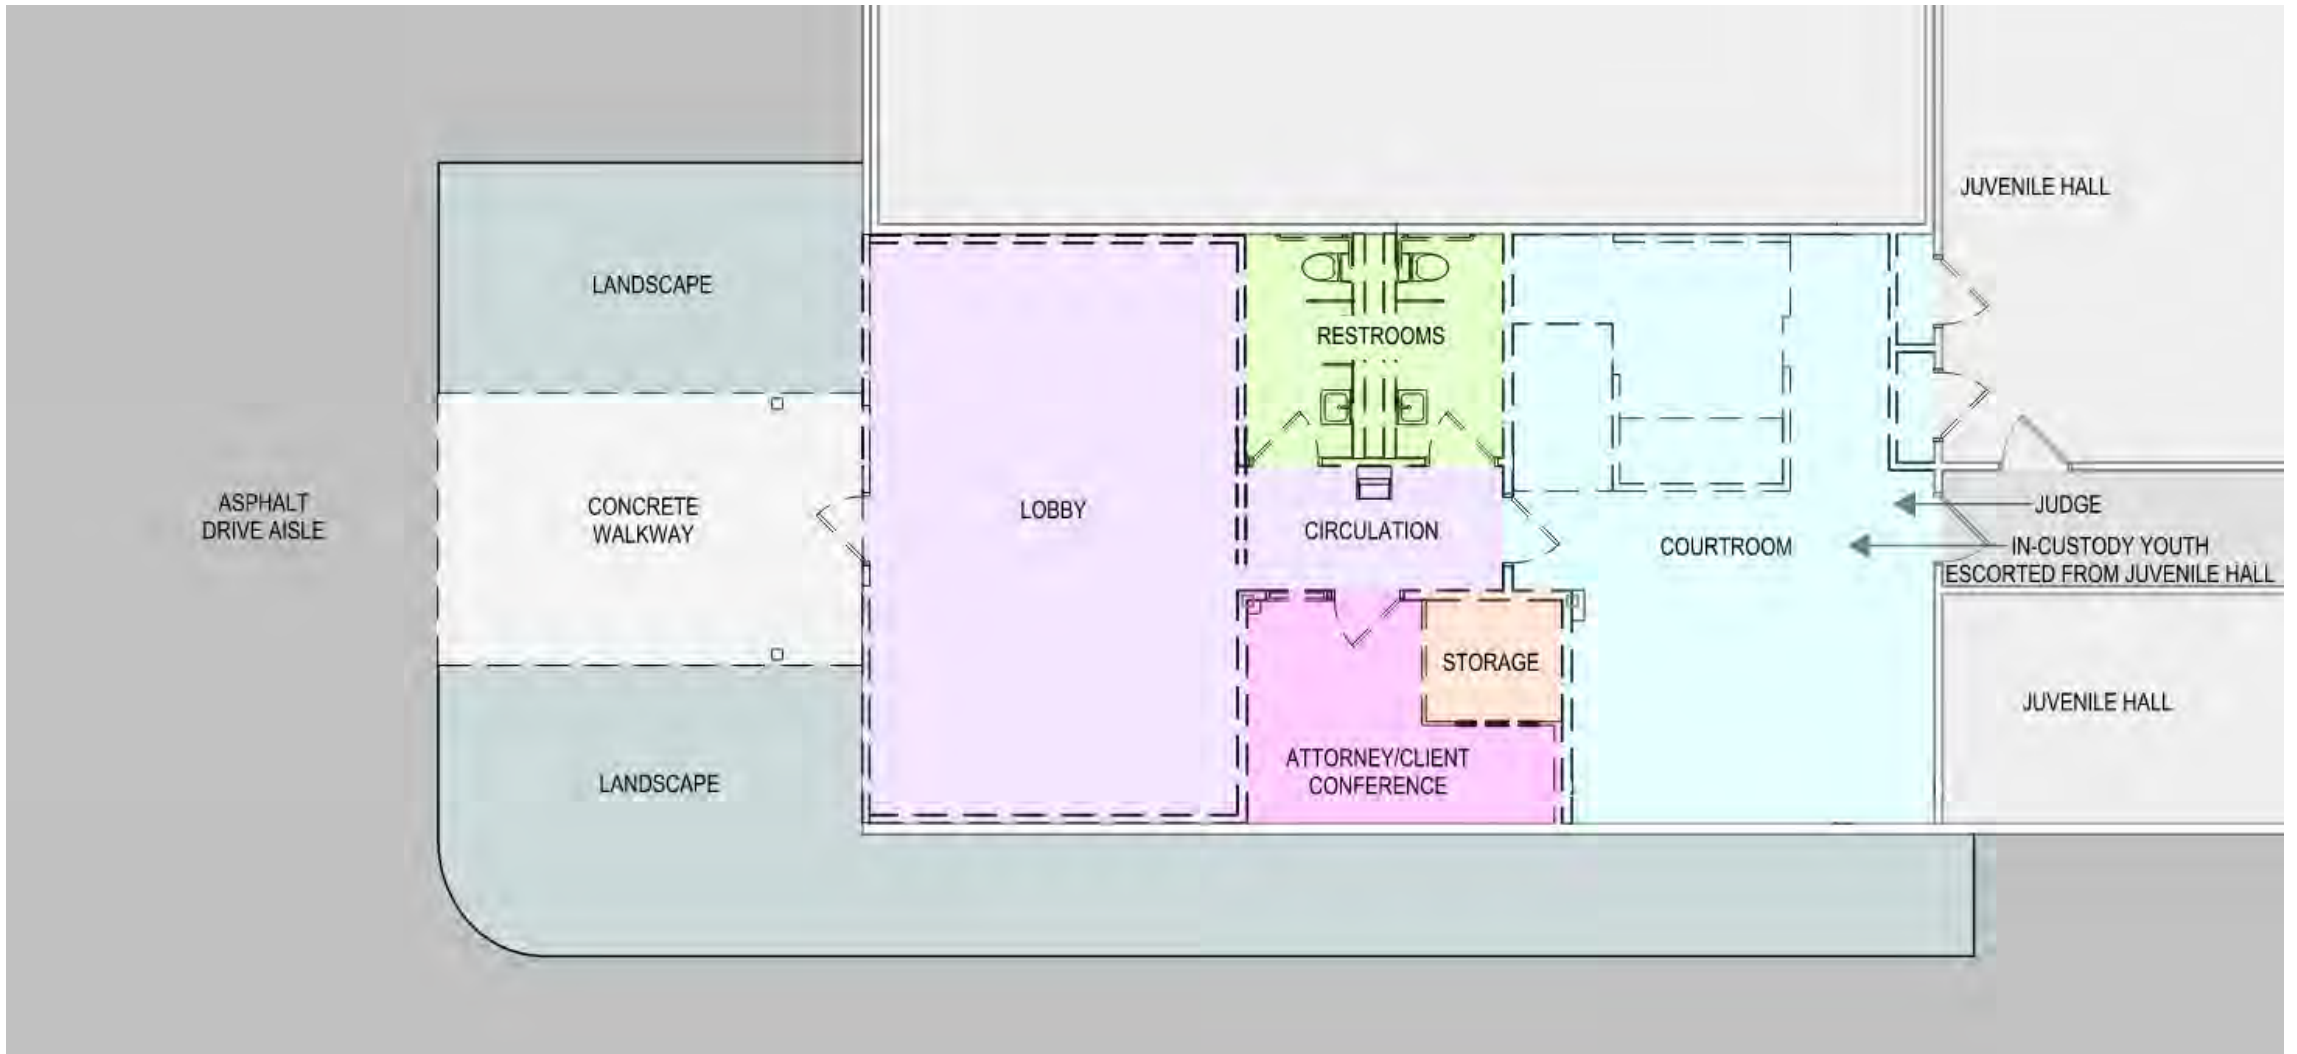 JUVENILE HALL
LANDSCAPE
RESTROOMS
ASPHALT
DRIVE AISLE
CONCRETE
WALKWAY
LOBBY
CIRCULATION
COURTROOM
JUDGE
IN-CUSTODY YOUTH
ESCORTED FROM JUVENILE HALL
STORAGE
JUVENILE HALL
ATTORNEY/CLIENT
CONFERENCE
LANDSCAPE